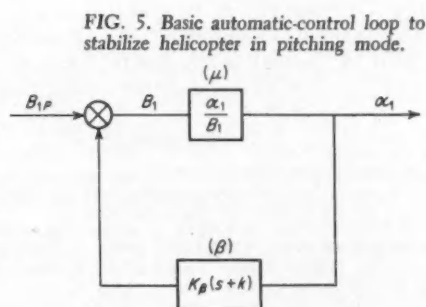 FIG. 5. Basic automatic-control loop to
stabilize helicopter in pitching mode.
(μ)
B₁P B₁ α₁/B₁ α₁
(β)
Kβ(s+k)